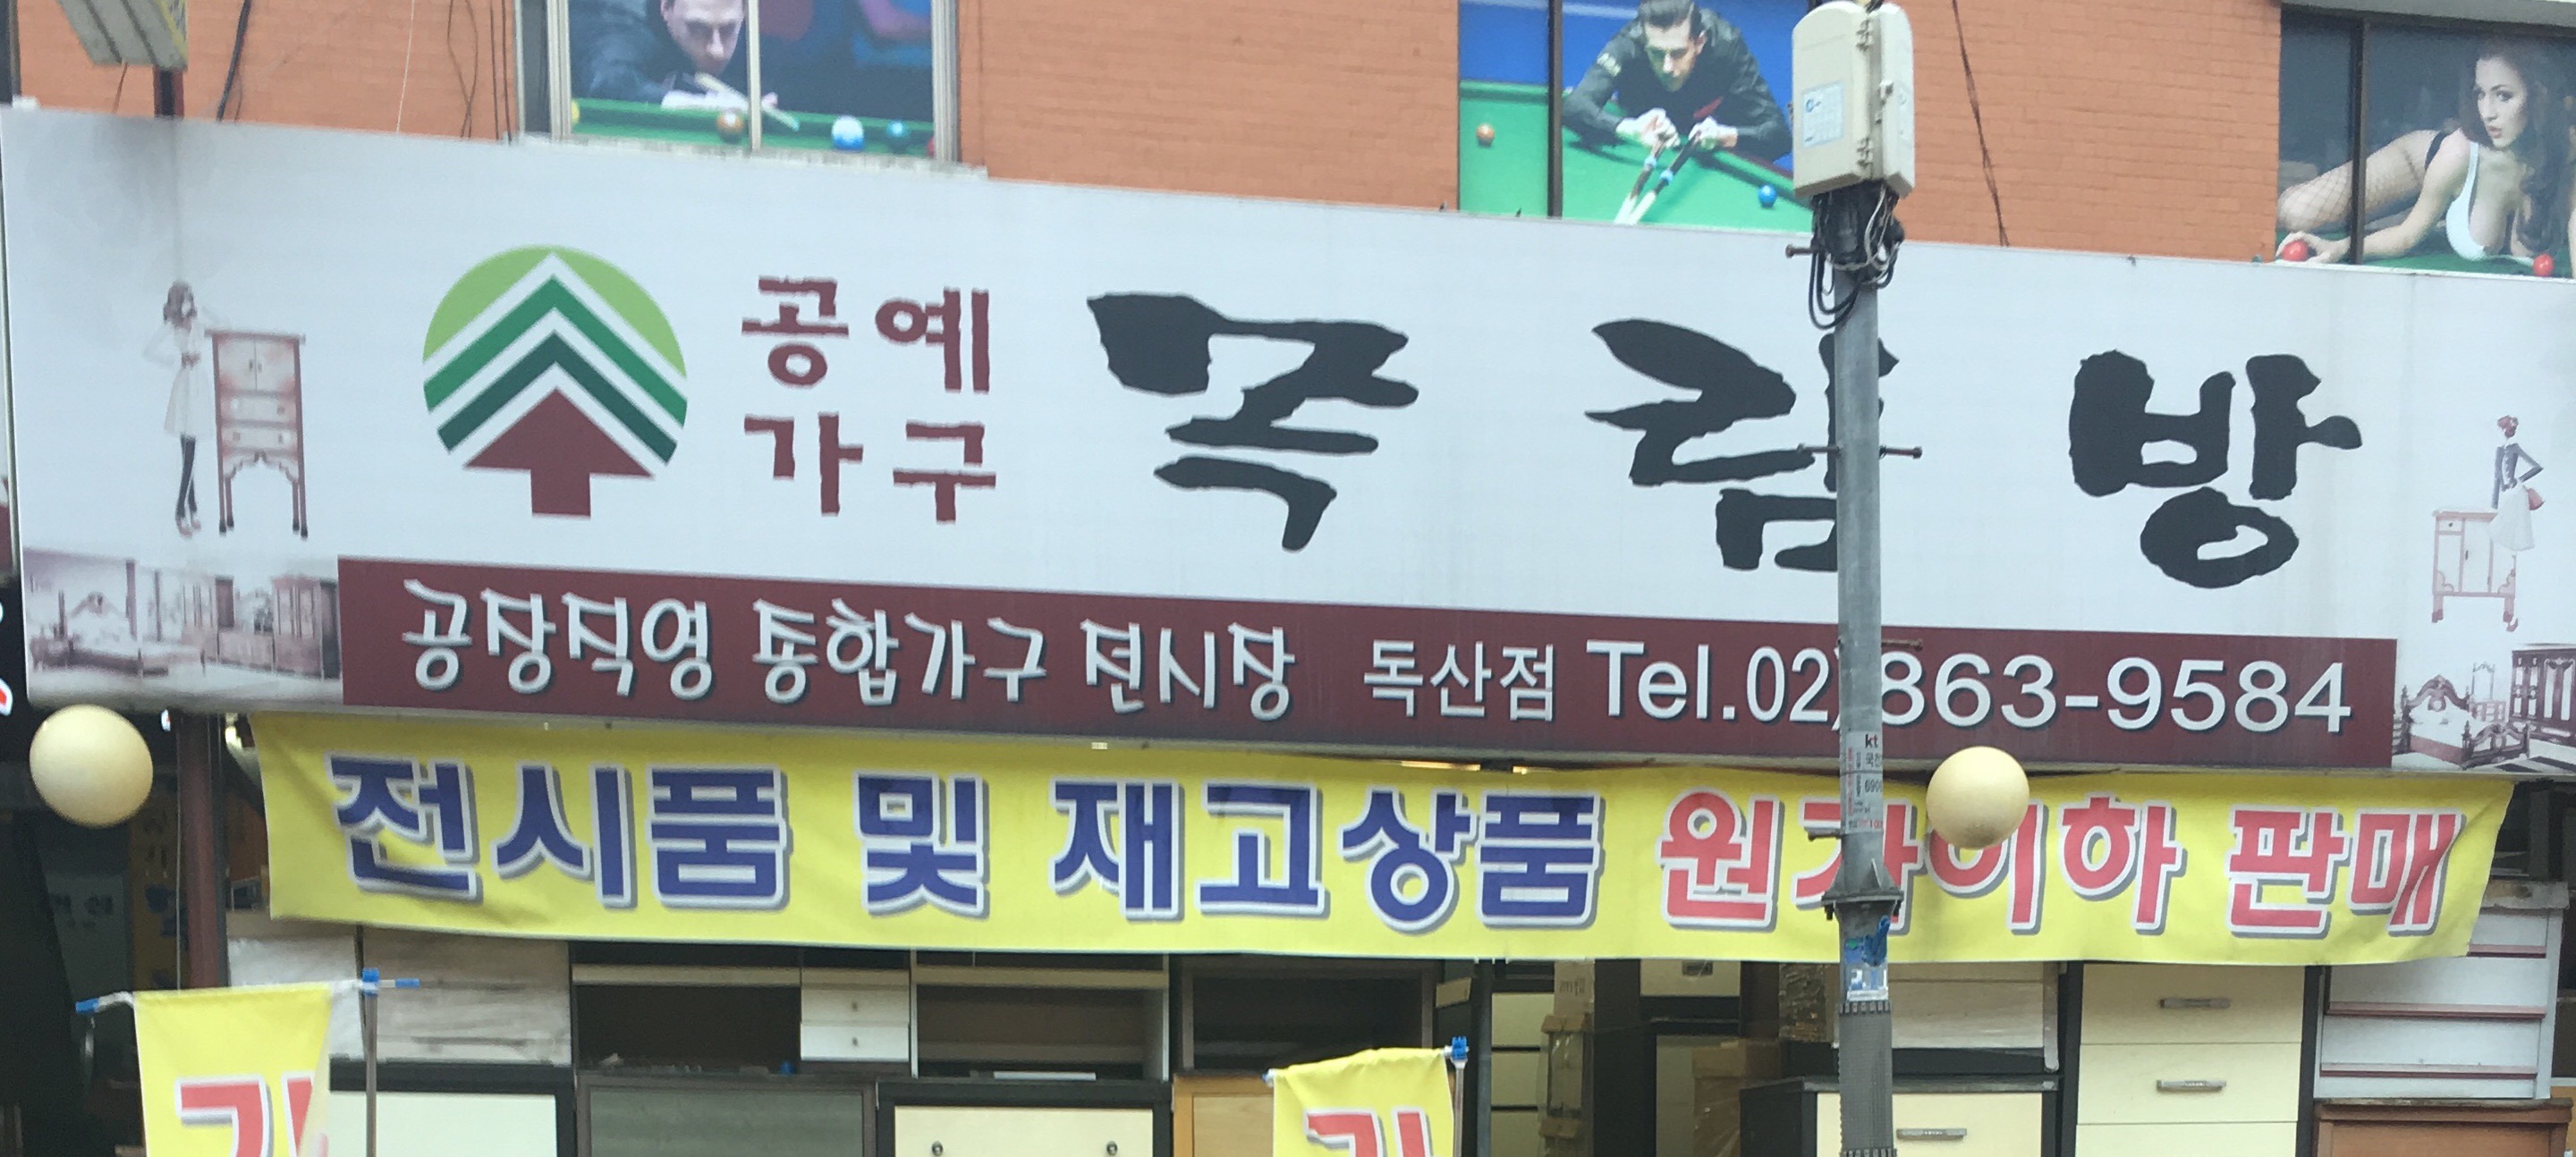 공예
가구
목림방
공장직영 통합가구 전시장 독산점 Tel.02)863-9584
전시품 및 재고상품 원가이하 판매
kt